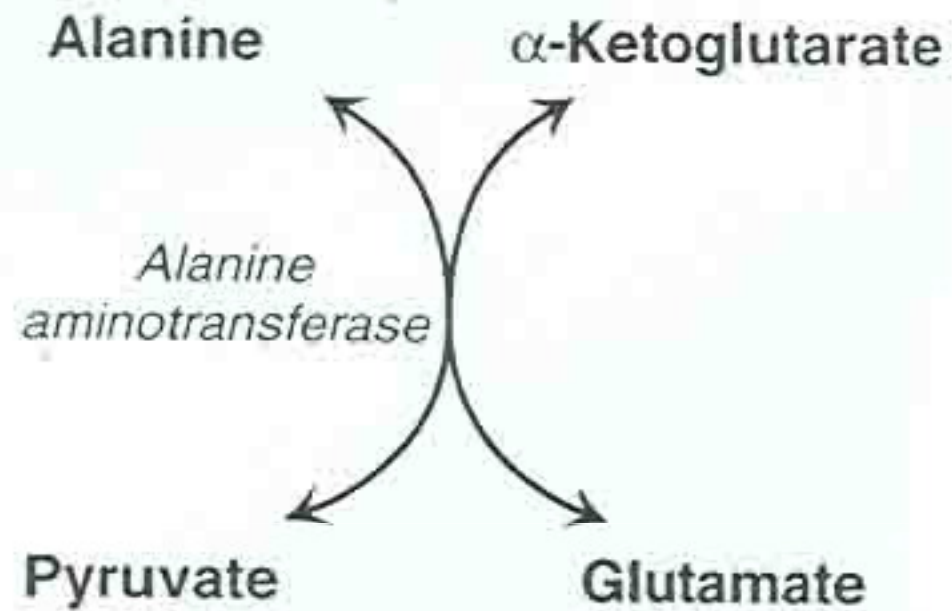 Alanine
α-Ketoglutarate
Alanine
aminotransferase
Pyruvate
Glutamate